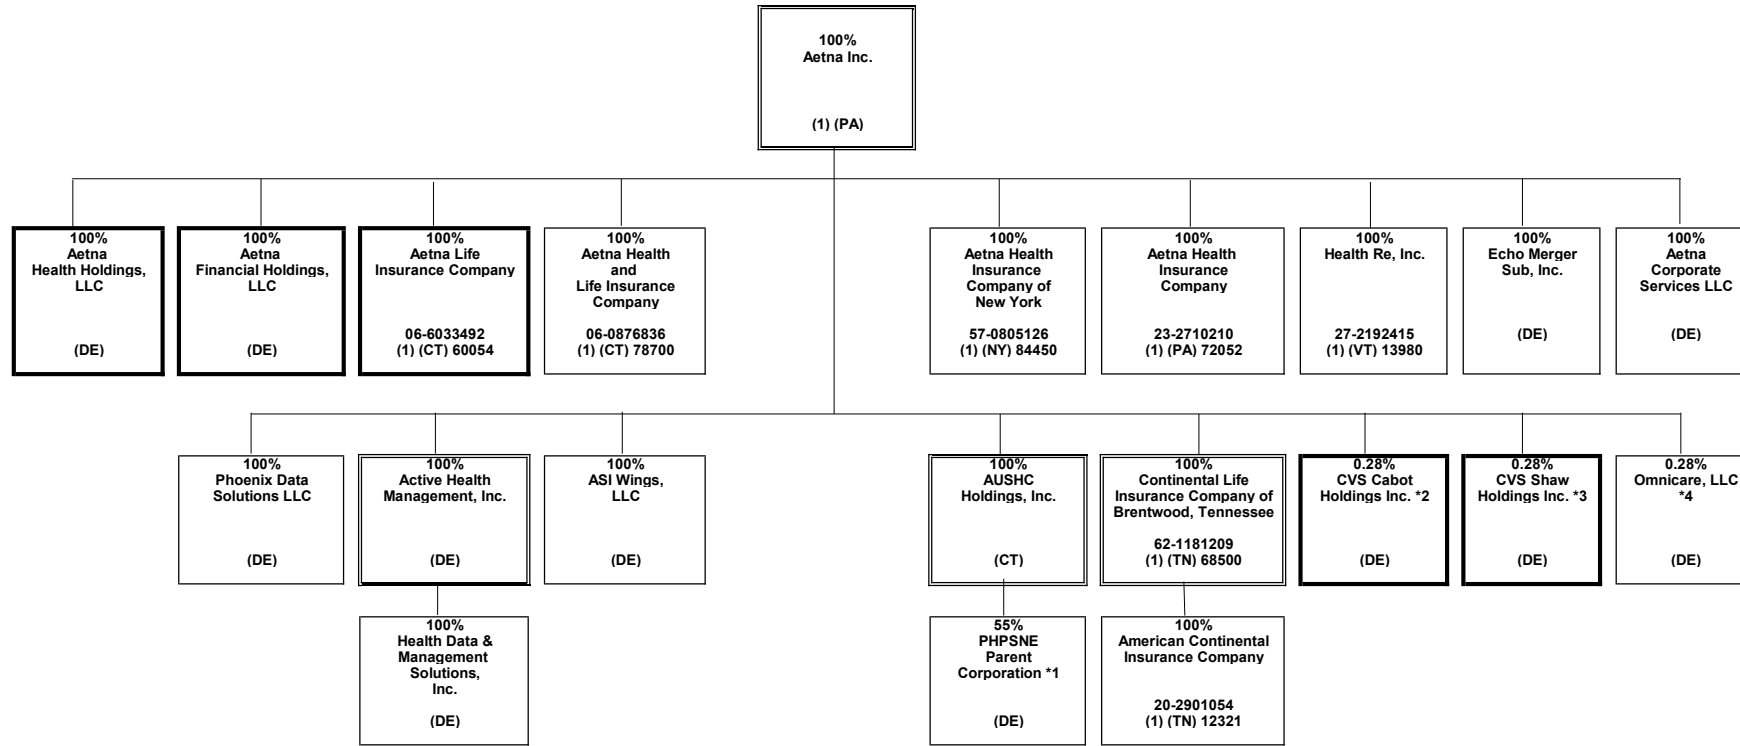 100%
Aetna Inc.
(1) (PA)
100%
Aetna
Health Holdings,
LLC
(DE)
100%
Aetna
Financial Holdings,
LLC
(DE)
100%
Aetna Life
Insurance Company
06-6033492
(1) (CT) 60054
100%
Aetna Health
and
Life Insurance
Company
06-0876836
(1) (CT) 78700
100%
Aetna Health
Insurance
Company of
New York
57-0805126
(1) (NY) 84450
100%
Aetna Health
Insurance
Company
23-2710210
(1) (PA) 72052
100%
Health Re, Inc.
27-2192415
(1) (VT) 13980
100%
Echo Merger
Sub, Inc.
(DE)
100%
Aetna
Corporate
Services LLC
(DE)
100%
Phoenix Data
Solutions LLC
(DE)
100%
Active Health
Management, Inc.
(DE)
100%
ASI Wings,
LLC
(DE)
100%
AUSHC
Holdings, Inc.
(CT)
100%
Continental Life
Insurance Company of
Brentwood, Tennessee
62-1181209
(1) (TN) 68500
0.28%
CVS Cabot
Holdings Inc. *2
(DE)
0.28%
CVS Shaw
Holdings Inc. *3
(DE)
0.28%
Omnicare, LLC
*4
(DE)
100%
Health Data &
Management
Solutions,
Inc.
(DE)
55%
PHPSNE
Parent
Corporation *1
(DE)
100%
American Continental
Insurance Company
20-2901054
(1) (TN) 12321